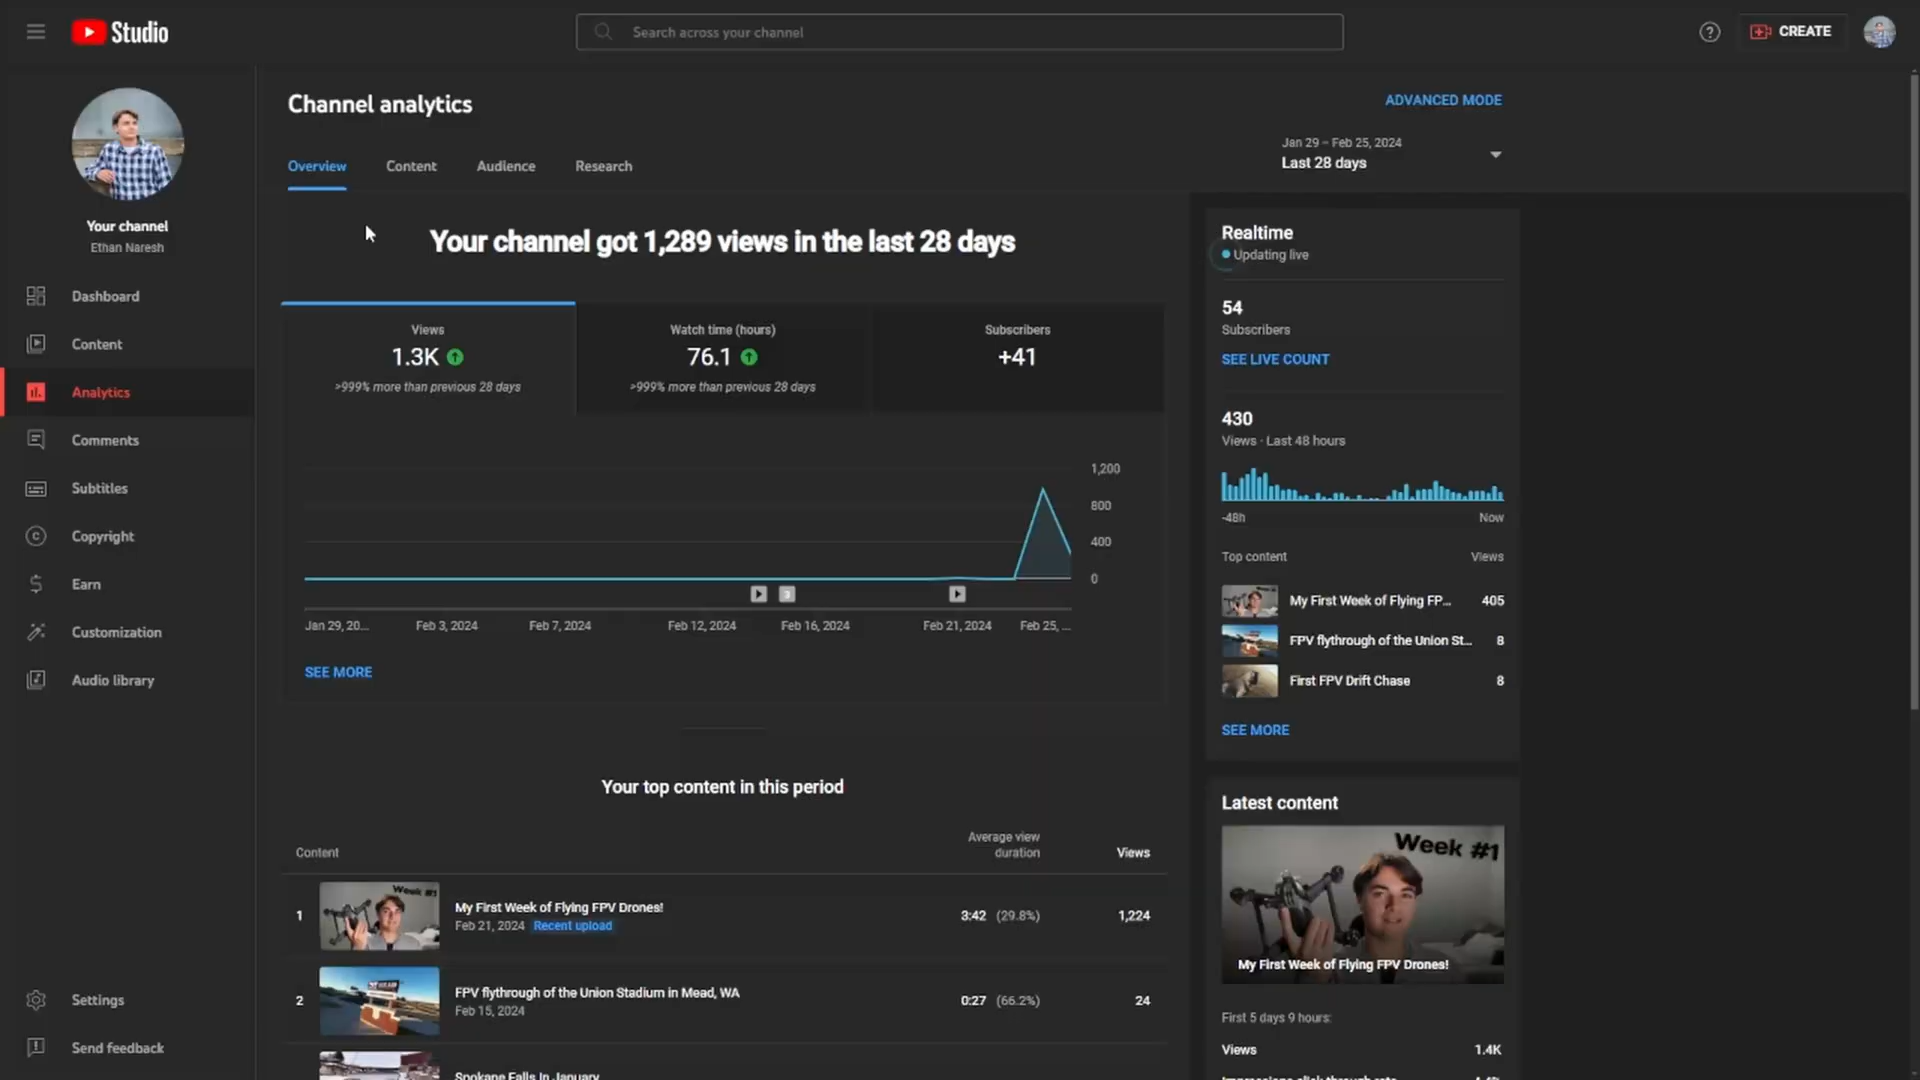 Studio
Search across your channel
CREATE
Your channel
Ethan Naresh
Dashboard
Content
Analytics
Comments
Subtitles
Copyright
Earn
Customization
Audio library
Settings
Send feedback
Channel analytics
ADVANCED MODE
Overview
Content
Audience
Research
Jan 29 – Feb 25, 2024
Last 28 days
Your channel got 1,289 views in the last 28 days
Views
1.3K
>999% more than previous 28 days
Watch time (hours)
76.1
>999% more than previous 28 days
Subscribers
+41
1,200
800
400
0
3
Jan 29, 20...
Feb 3, 2024
Feb 7, 2024
Feb 12, 2024
Feb 16, 2024
Feb 21, 2024
Feb 25, ...
SEE MORE
Your top content in this period
Content
Average view
duration
Views
1
Week #1
My First Week of Flying FPV Drones!
Feb 21, 2024 Recent upload
3:42 (29.8%)
1,224
2
FPV flythrough of the Union Stadium in Mead, WA
Feb 15, 2024
0:27 (66.2%)
24
Spokane Falls In January
Realtime
Updating live
54
Subscribers
SEE LIVE COUNT
430
Views · Last 48 hours
-48h
Now
Top content
Views
My First Week of Flying FP...
405
FPV flythrough of the Union St...
8
First FPV Drift Chase
8
SEE MORE
Latest content
Week #1
My First Week of Flying FPV Drones!
First 5 days 9 hours:
Views
1.4K